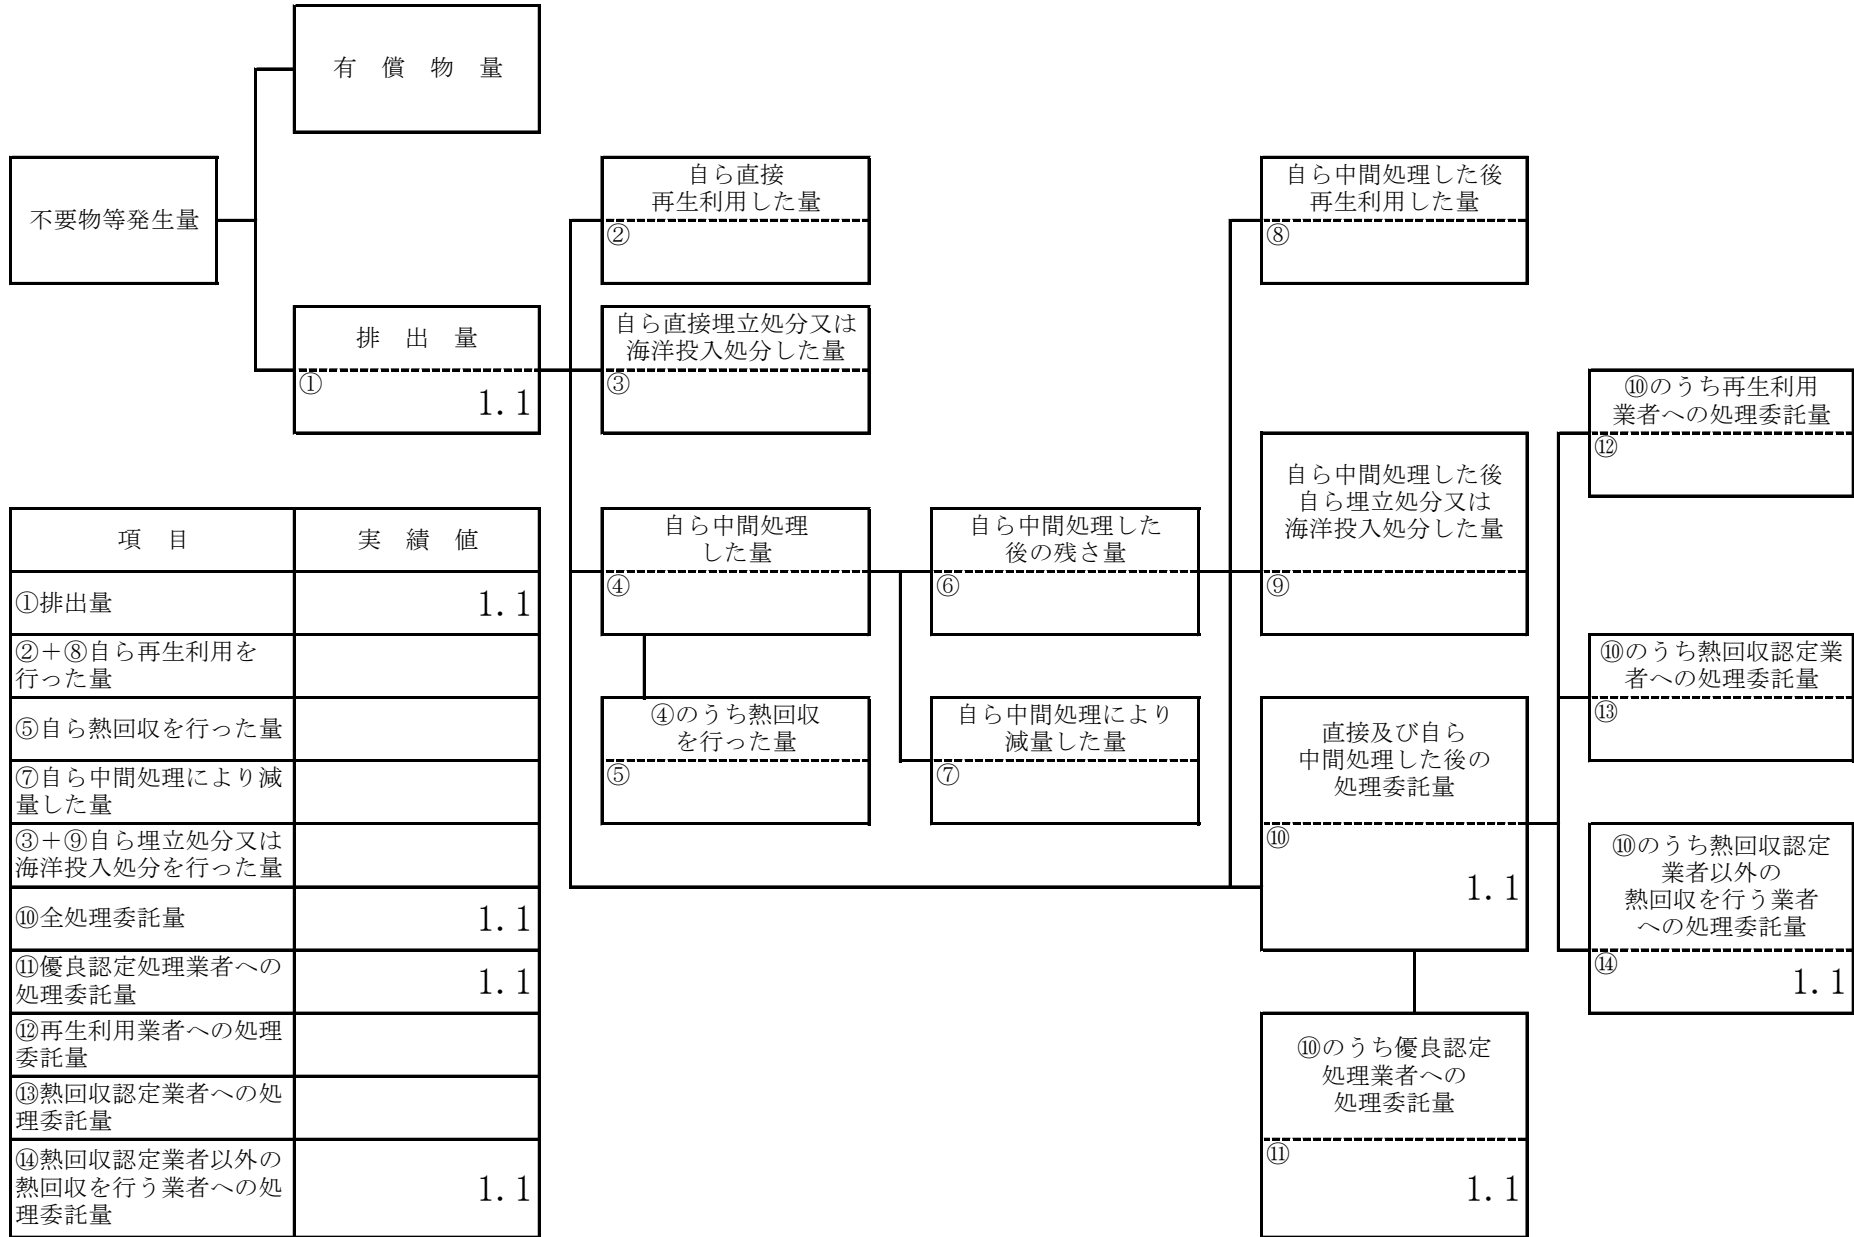 有 償 物 量
不要物等発生量
排 出 量
①
1.1
自ら直接
再生利用した量
②
自ら直接埋立処分又は
海洋投入処分した量
③
自ら中間処理
した量
④
④のうち熱回収
を行った量
⑤
自ら中間処理した
後の残さ量
⑥
自ら中間処理により
減量した量
⑦
自ら中間処理した後
再生利用した量
⑧
自ら中間処理した後
自ら埋立処分又は
海洋投入処分した量
⑨
直接及び自ら
中間処理した後の
処理委託量
⑩
1.1
⑩のうち優良認定
処理業者への
処理委託量
⑪
1.1
⑩のうち再生利用
業者への処理委託量
⑫
⑩のうち熱回収認定業
者への処理委託量
⑬
⑩のうち熱回収認定
業者以外の
熱回収を行う業者
への処理委託量
⑭
1.1
項 目 実 績 値
①排出量 1.1
②+⑧自ら再生利用を
行った量
⑤自ら熱回収を行った量
⑦自ら中間処理により減
量した量
③+⑨自ら埋立処分又は
海洋投入処分を行った量
⑩全処理委託量 1.1
⑪優良認定処理業者への
処理委託量 1.1
⑫再生利用業者への処理
委託量
⑬熱回収認定業者への処
理委託量
⑭熱回収認定業者以外の
熱回収を行う業者への処 1.1
理委託量